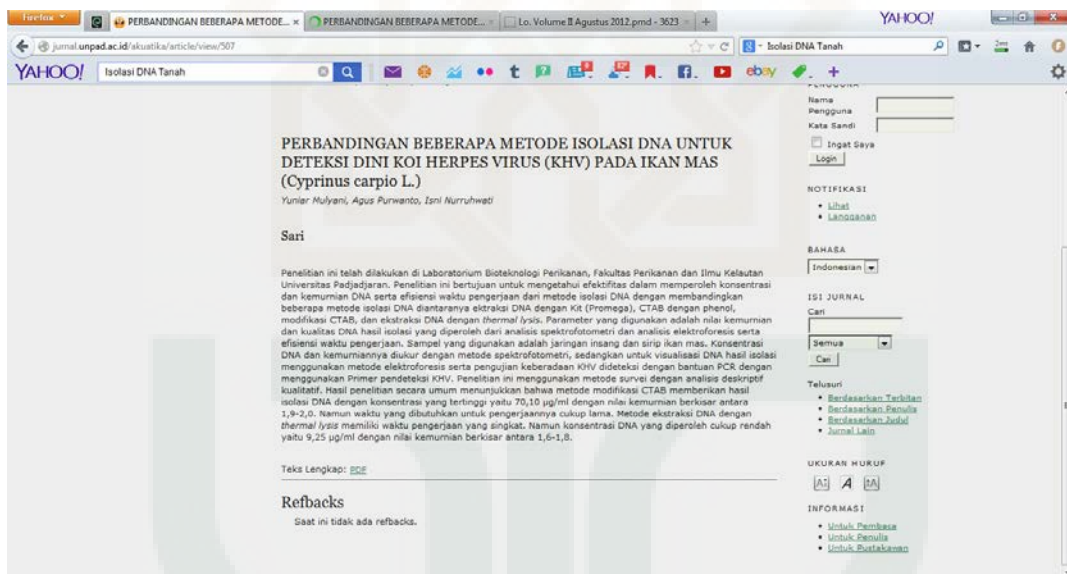 Firefox
PERBANDINGAN BEBERAPA METODE...
PERBANDINGAN BEBERAPA METODE...
Lo. Volume II Agustus 2012.pmd - 3623
YAHOO!
jurnal.unpad.ac.id/akuatika/article/view/507
Isolasi DNA Tanah
YAHOO!
Isolasi DNA Tanah
ebay
PENGGUNA
Nama
Pengguna
Kata Sandi
Ingat Saya
Login
PERBANDINGAN BEBERAPA METODE ISOLASI DNA UNTUK
DETEKSI DINI KOI HERPES VIRUS (KHV) PADA IKAN MAS
(Cyprinus carpio L.)
Yuniar Mulyani, Agus Purwanto, Isni Nurruhwati
Sari
Penelitian ini telah dilakukan di Laboratorium Bioteknologi Perikanan, Fakultas Perikanan dan Ilmu Kelautan
Universitas Padjadjaran. Penelitian ini bertujuan untuk mengetahui efektifitas dalam memperoleh konsentrasi
dan kemurnian DNA serta efisiensi waktu pengerjaan dari metode isolasi DNA dengan membandingkan
beberapa metode isolasi DNA diantaranya ektraksi DNA dengan Kit (Promega), CTAB dengan phenol,
modifikasi CTAB, dan ekstraksi DNA dengan thermal lysis. Parameter yang digunakan adalah nilai kemurnian
dan kualitas DNA hasil isolasi yang diperoleh dari analisis spektrofotometri dan analisis elektroforesis serta
efisiensi waktu pengerjaan. Sampel yang digunakan adalah jaringan insang dan sirip ikan mas. Konsentrasi
DNA dan kemurniannya diukur dengan metode spektrofotometri, sedangkan untuk visualisasi DNA hasil isolasi
menggunakan metode elektroforesis serta pengujian keberadaan KHV dideteksi dengan bantuan PCR dengan
menggunakan Primer pendeteksi KHV. Penelitian ini menggunakan metode survei dengan analisis deskriptif
kualitatif. Hasil penelitian secara umum menunjukkan bahwa metode modifikasi CTAB memberikan hasil
isolasi DNA dengan konsentrasi yang tertinggi yaitu 70,10 µg/ml dengan nilai kemurnian berkisar antara
1,9-2,0. Namun waktu yang dibutuhkan untuk pengerjaannya cukup lama. Metode ekstraksi DNA dengan
thermal lysis memiliki waktu pengerjaan yang singkat. Namun konsentrasi DNA yang diperoleh cukup rendah
yaitu 9,25 µg/ml dengan nilai kemurnian berkisar antara 1,6-1,8.
Teks Lengkap: PDF
Refbacks
Saat ini tidak ada refbacks.
NOTIFIKASI
Lihat
Langganan
BAHASA
Indonesian
ISI JURNAL
Cari
Semua
Cari
Telusuri
Berdasarkan Terbitan
Berdasarkan Penulis
Berdasarkan Judul
Jurnal Lain
UKURAN HURUF
INFORMASI
Untuk Pembaca
Untuk Penulis
Untuk Pustakawan